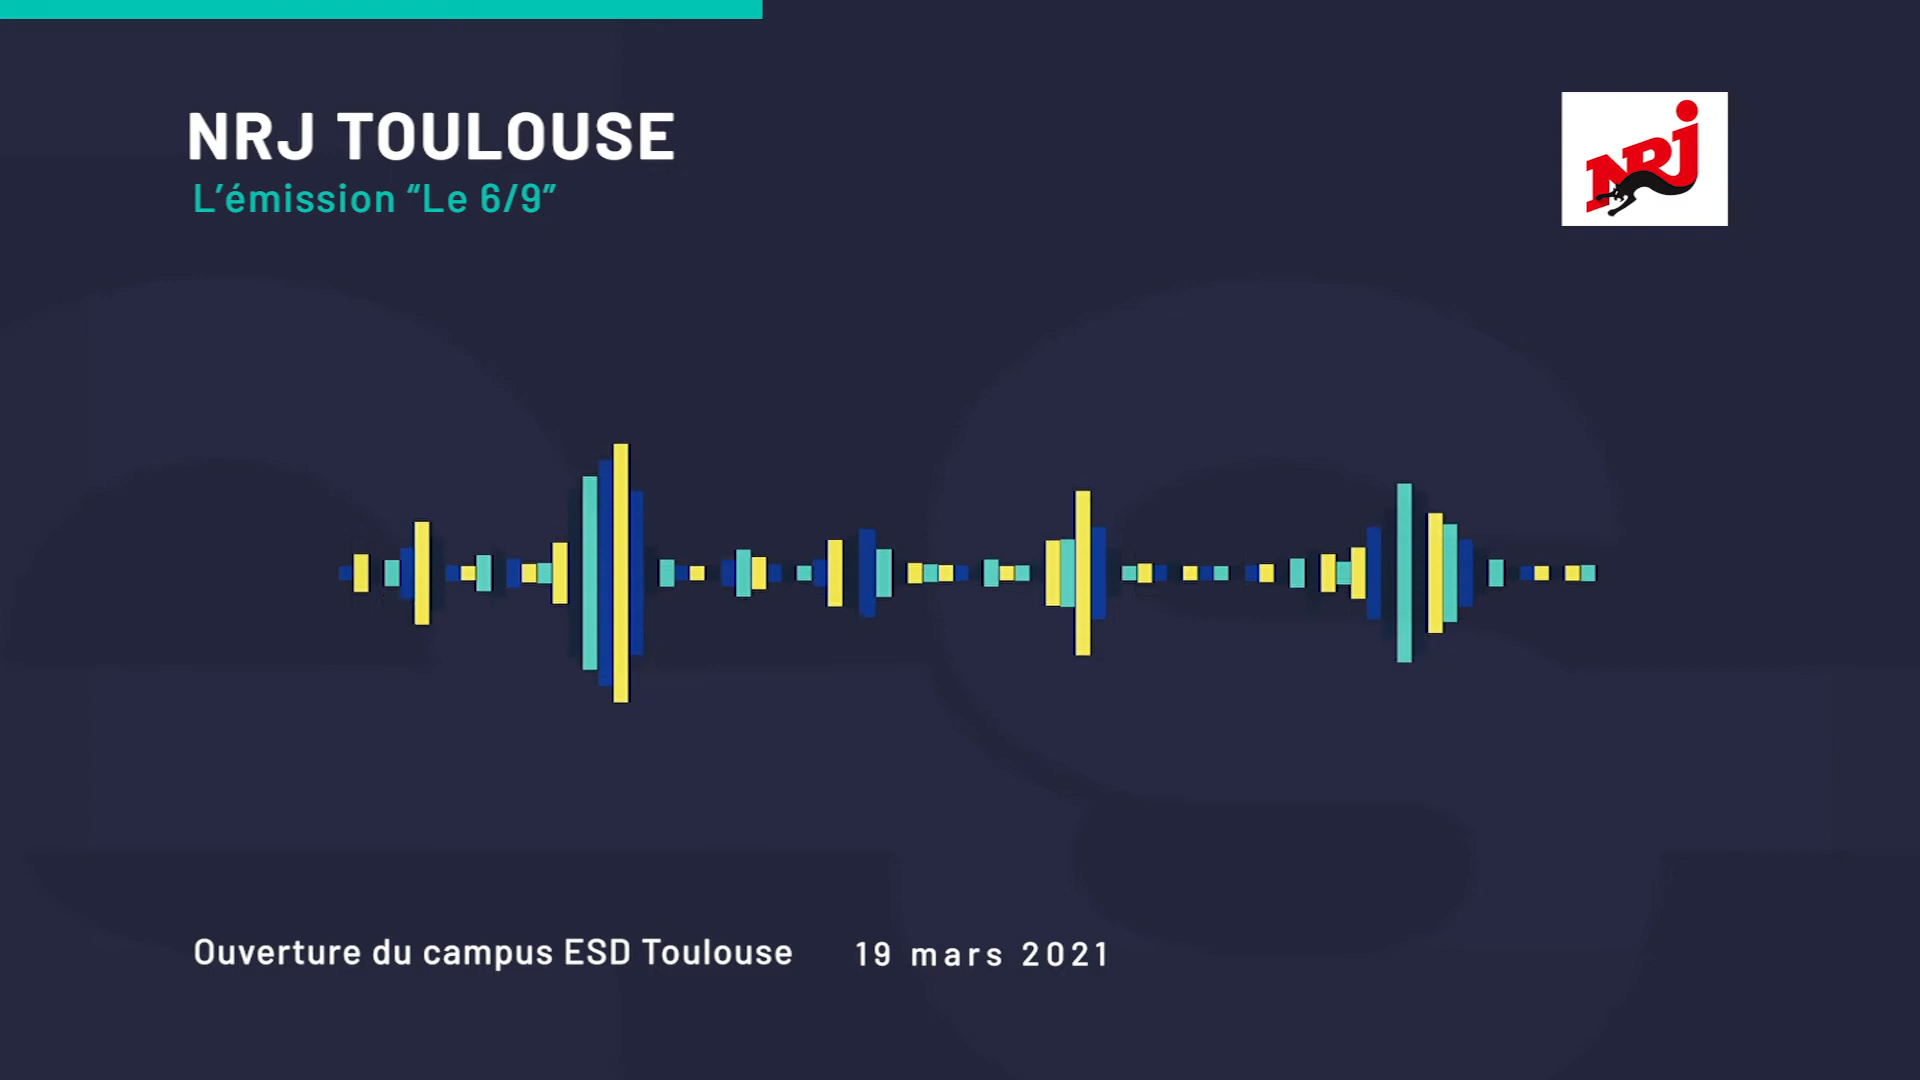 NRJ TOULOUSE
L’émission “Le 6/9”
NRJ
Ouverture du campus ESD Toulouse
19 mars 2021